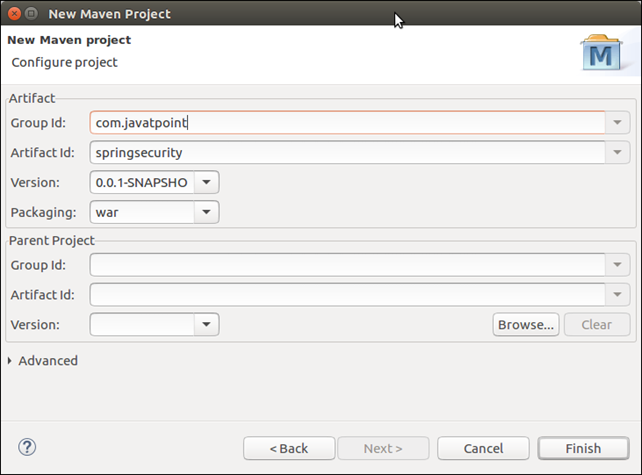 New Maven Project
New Maven project
Configure project
M
Artifact
Group Id: com.javatpoint
Artifact Id: springsecurity
Version: 0.0.1-SNAPSHO
Packaging: war
Parent Project
Group Id:
Artifact Id:
Version: Browse... Clear
Advanced
? < Back Next > Cancel Finish